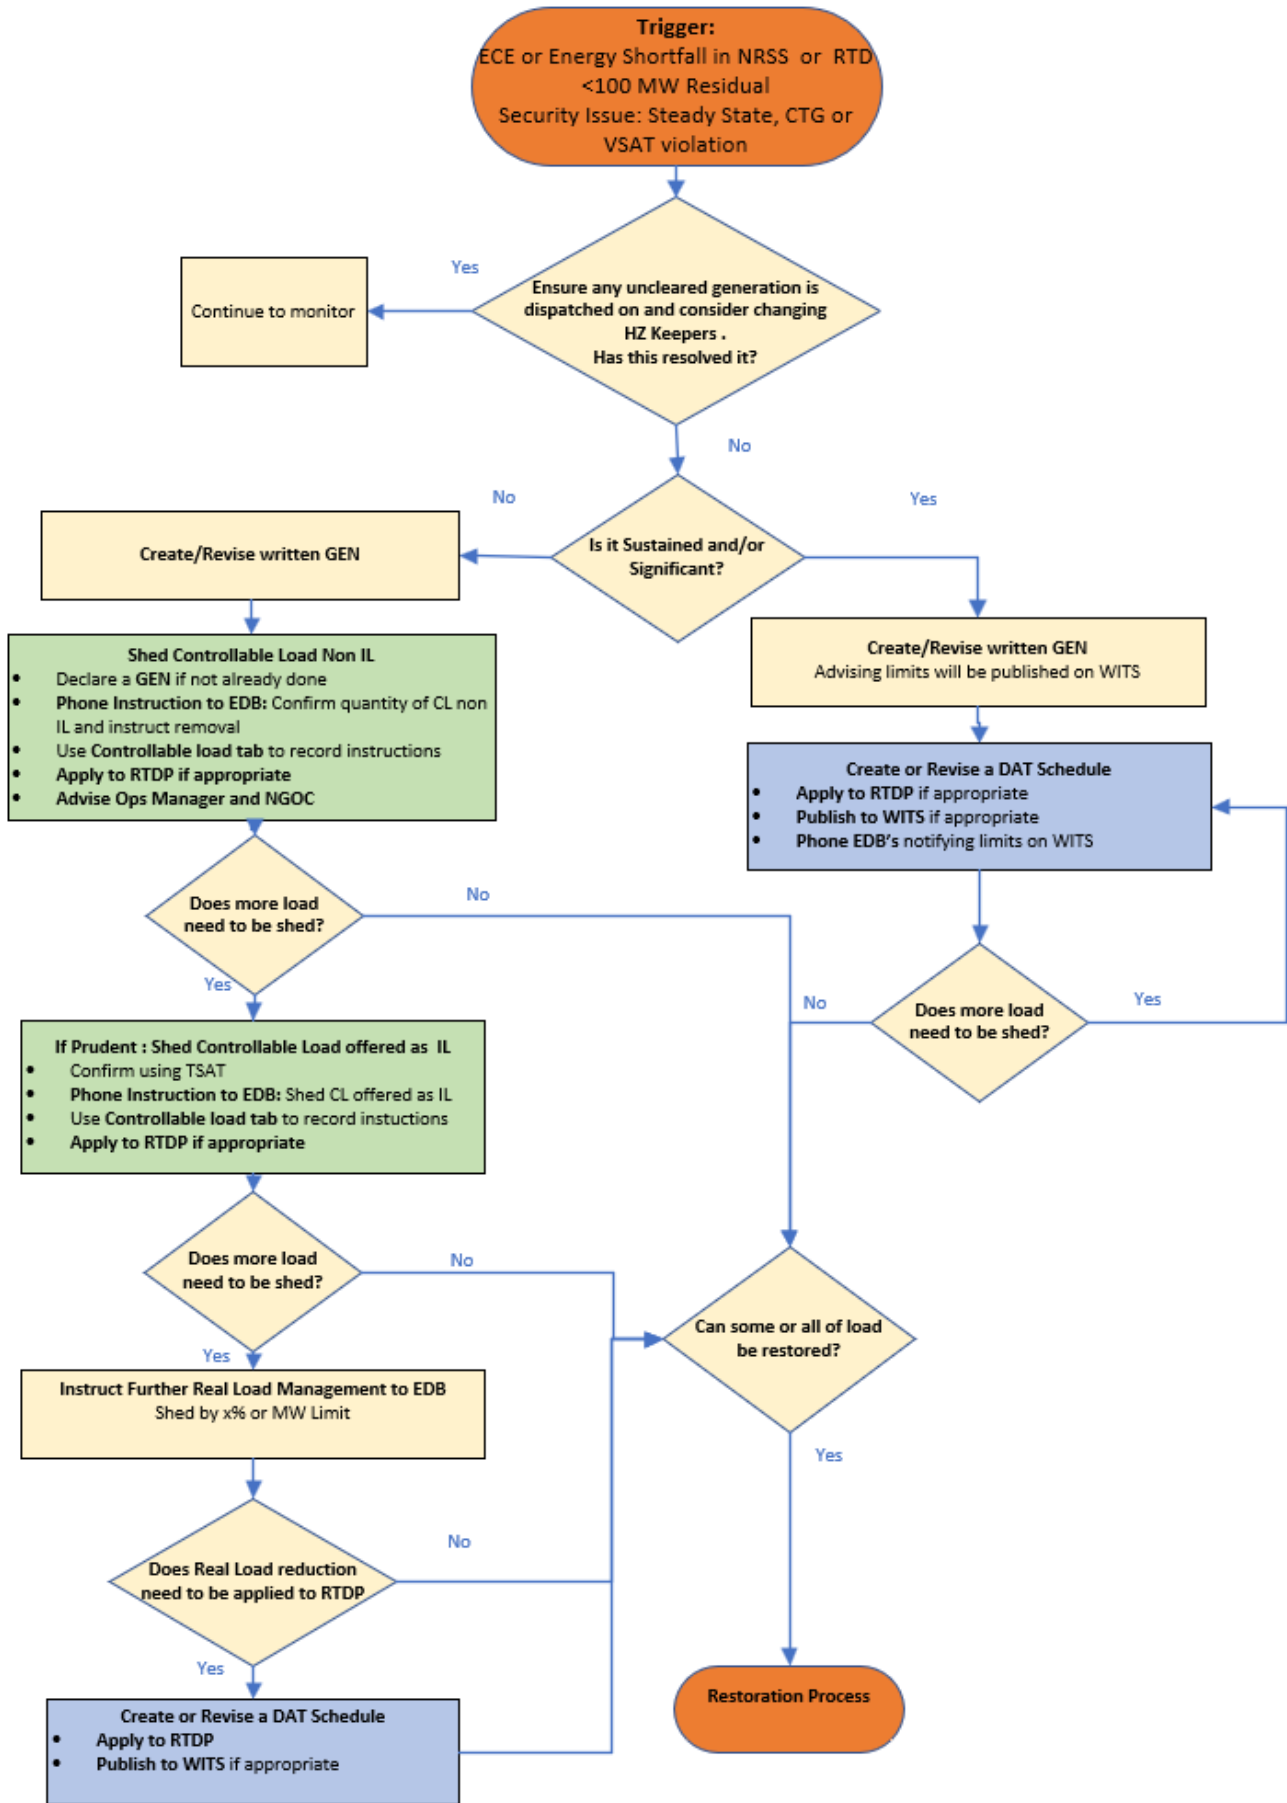 Trigger:
ECE or Energy Shortfall in NRSS or RTD
<100 MW Residual
Security Issue: Steady State, CTG or
VSAT violation
Yes
Continue to monitor
Ensure any uncleared generation is
dispatched on and consider changing
HZ Keepers .
Has this resolved it?
No
No
Yes
Is it Sustained and/or
Significant?
Create/Revise written GEN
Create/Revise written GEN
Advising limits will be published on WITS
Shed Controllable Load Non IL
• Declare a GEN if not already done
• Phone Instruction to EDB: Confirm quantity of CL non
IL and instruct removal
• Use Controllable load tab to record instructions
• Apply to RTDP if appropriate
• Advise Ops Manager and NGOC
Create or Revise a DAT Schedule
• Apply to RTDP if appropriate
• Publish to WITS if appropriate
• Phone EDB's notifying limits on WITS
Does more load
need to be shed?
No
Yes
Does more load
need to be shed?
No
Yes
If Prudent : Shed Controllable Load offered as IL
• Confirm using TSAT
• Phone Instruction to EDB: Shed CL offered as IL
• Use Controllable load tab to record instuctions
• Apply to RTDP if appropriate
Does more load
need to be shed?
No
Yes
Can some or all of load
be restored?
Yes
Instruct Further Real Load Management to EDB
Shed by x% or MW Limit
Does Real Load reduction
need to be applied to RTDP
No
Yes
Restoration Process
Create or Revise a DAT Schedule
• Apply to RTDP
• Publish to WITS if appropriate